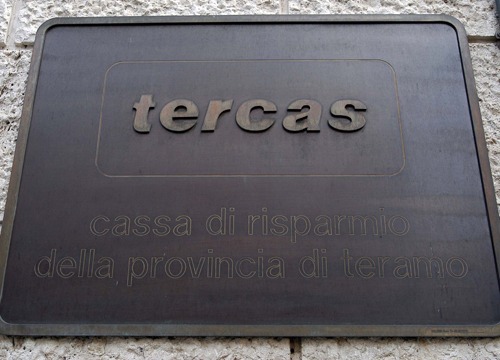 tercas
cassa di risparmio
della provincia di teramo